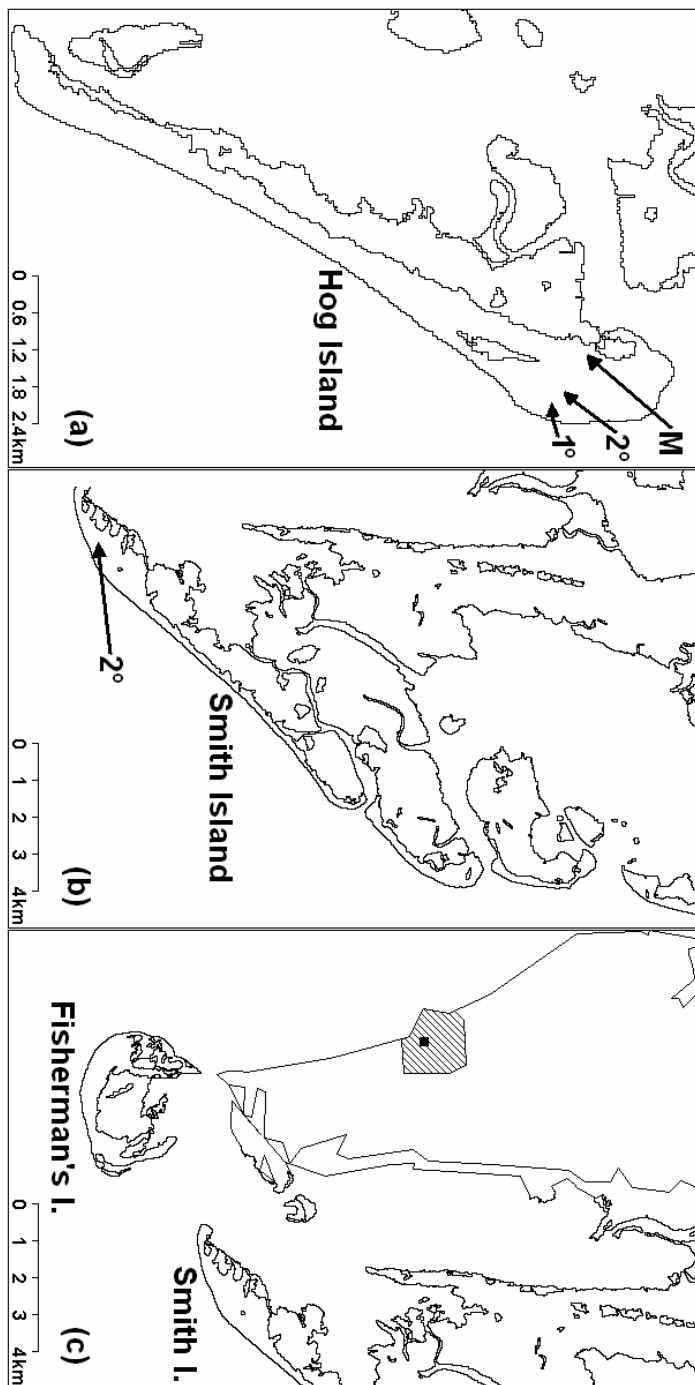 Hog Island
M
2°
1°
0 0.6 1.2 1.8 2.4km
(a)
2°
Smith Island
0 1 2 3 4km
(b)
Fisherman's I.
Smith I.
0 1 2 3 4km
(c)